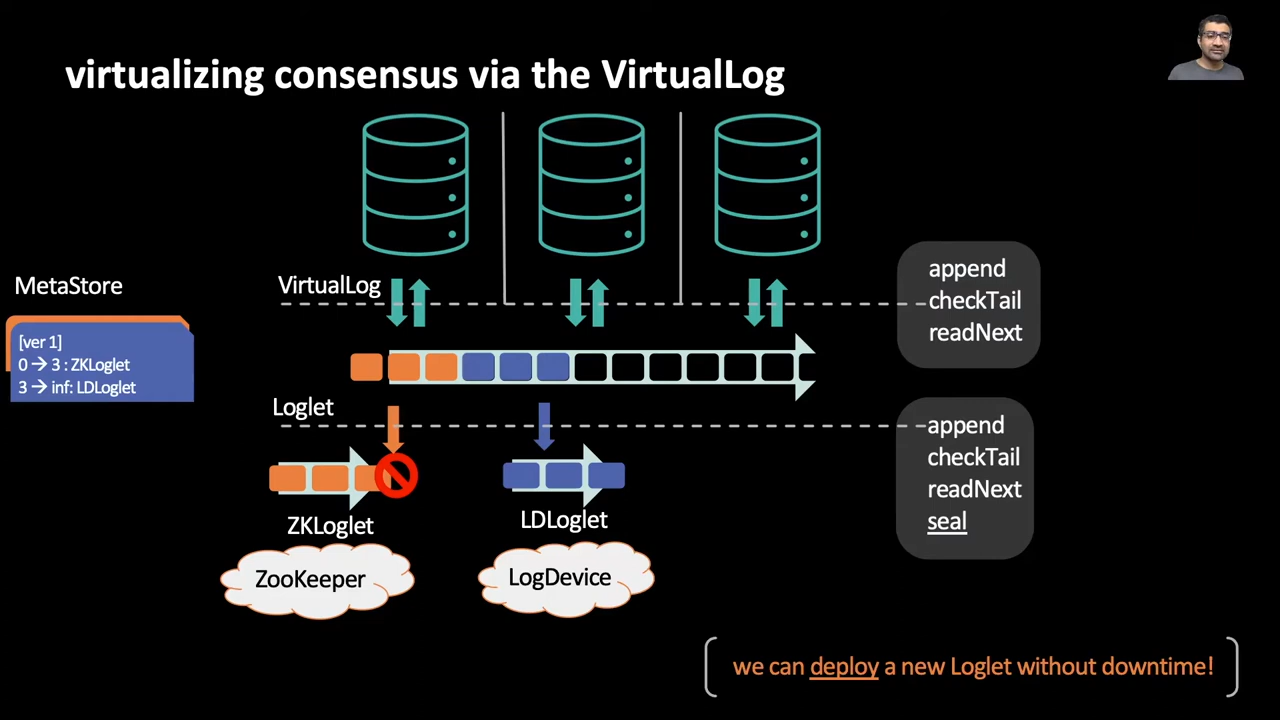 virtualizing consensus via the VirtualLog
MetaStore
[ver 1]
0 → 3 : ZKLoglet
3 → inf: LDLoglet
VirtualLog
append
checkTail
readNext
Loglet
append
checkTail
readNext
seal
ZKLoglet
LDLoglet
ZooKeeper
LogDevice
we can deploy a new Loglet without downtime!